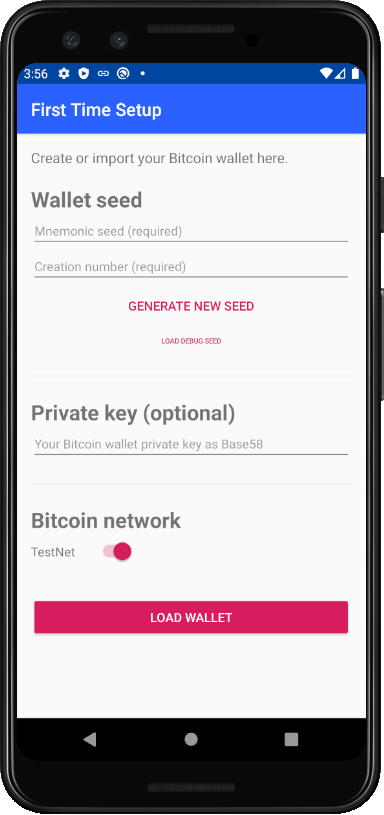 3:56
First Time Setup
Create or import your Bitcoin wallet here.
Wallet seed
Mnemonic seed (required)
Creation number (required)
GENERATE NEW SEED
LOAD DEBUG SEED
Private key (optional)
Your Bitcoin wallet private key as Base58
Bitcoin network
TestNet
LOAD WALLET